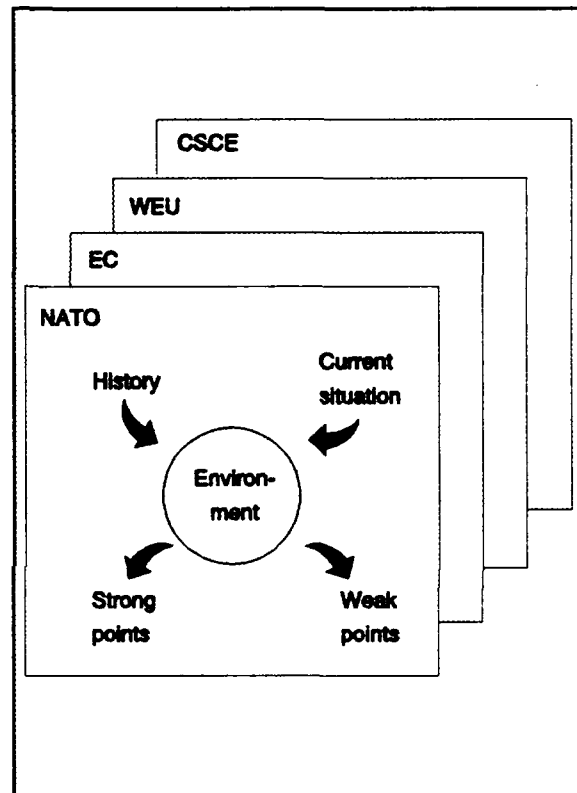 CSCE
WEU
EC
NATO
History
Current
situation
Environ-
ment
Strong
points
Weak
points